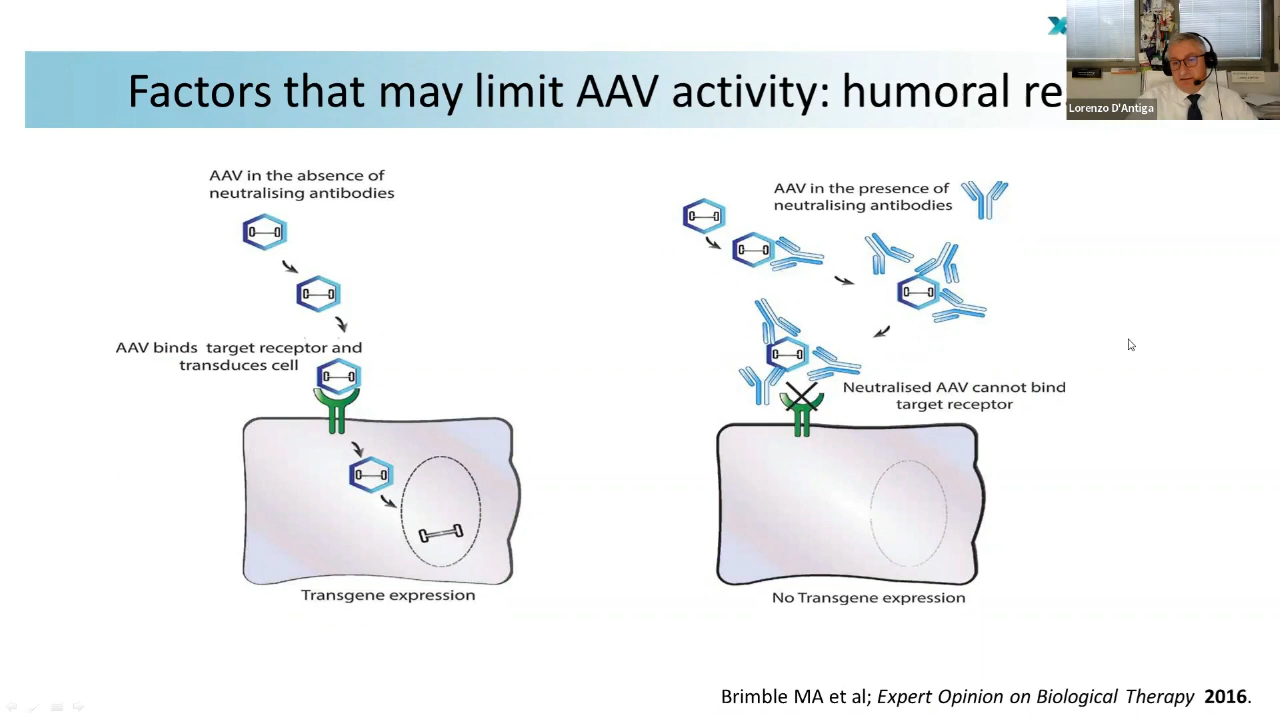 Factors that may limit AAV activity: humoral re
Lorenzo D'Antiga
AAV in the absence of
neutralising antibodies
AAV binds target receptor and
transduces cell
Transgene expression
AAV in the presence of
neutralising antibodies
Neutralised AAV cannot bind
target receptor
No Transgene expression
Brimble MA et al; Expert Opinion on Biological Therapy 2016.